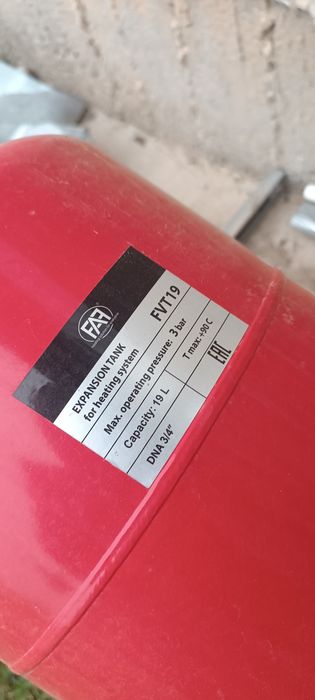 FAF
EXPANSION TANK
for heating system
FVT19
Max. operating pressure: 3 bar
Capacity: 19 L
T max: +90 C
DNA 3/4"
EAC